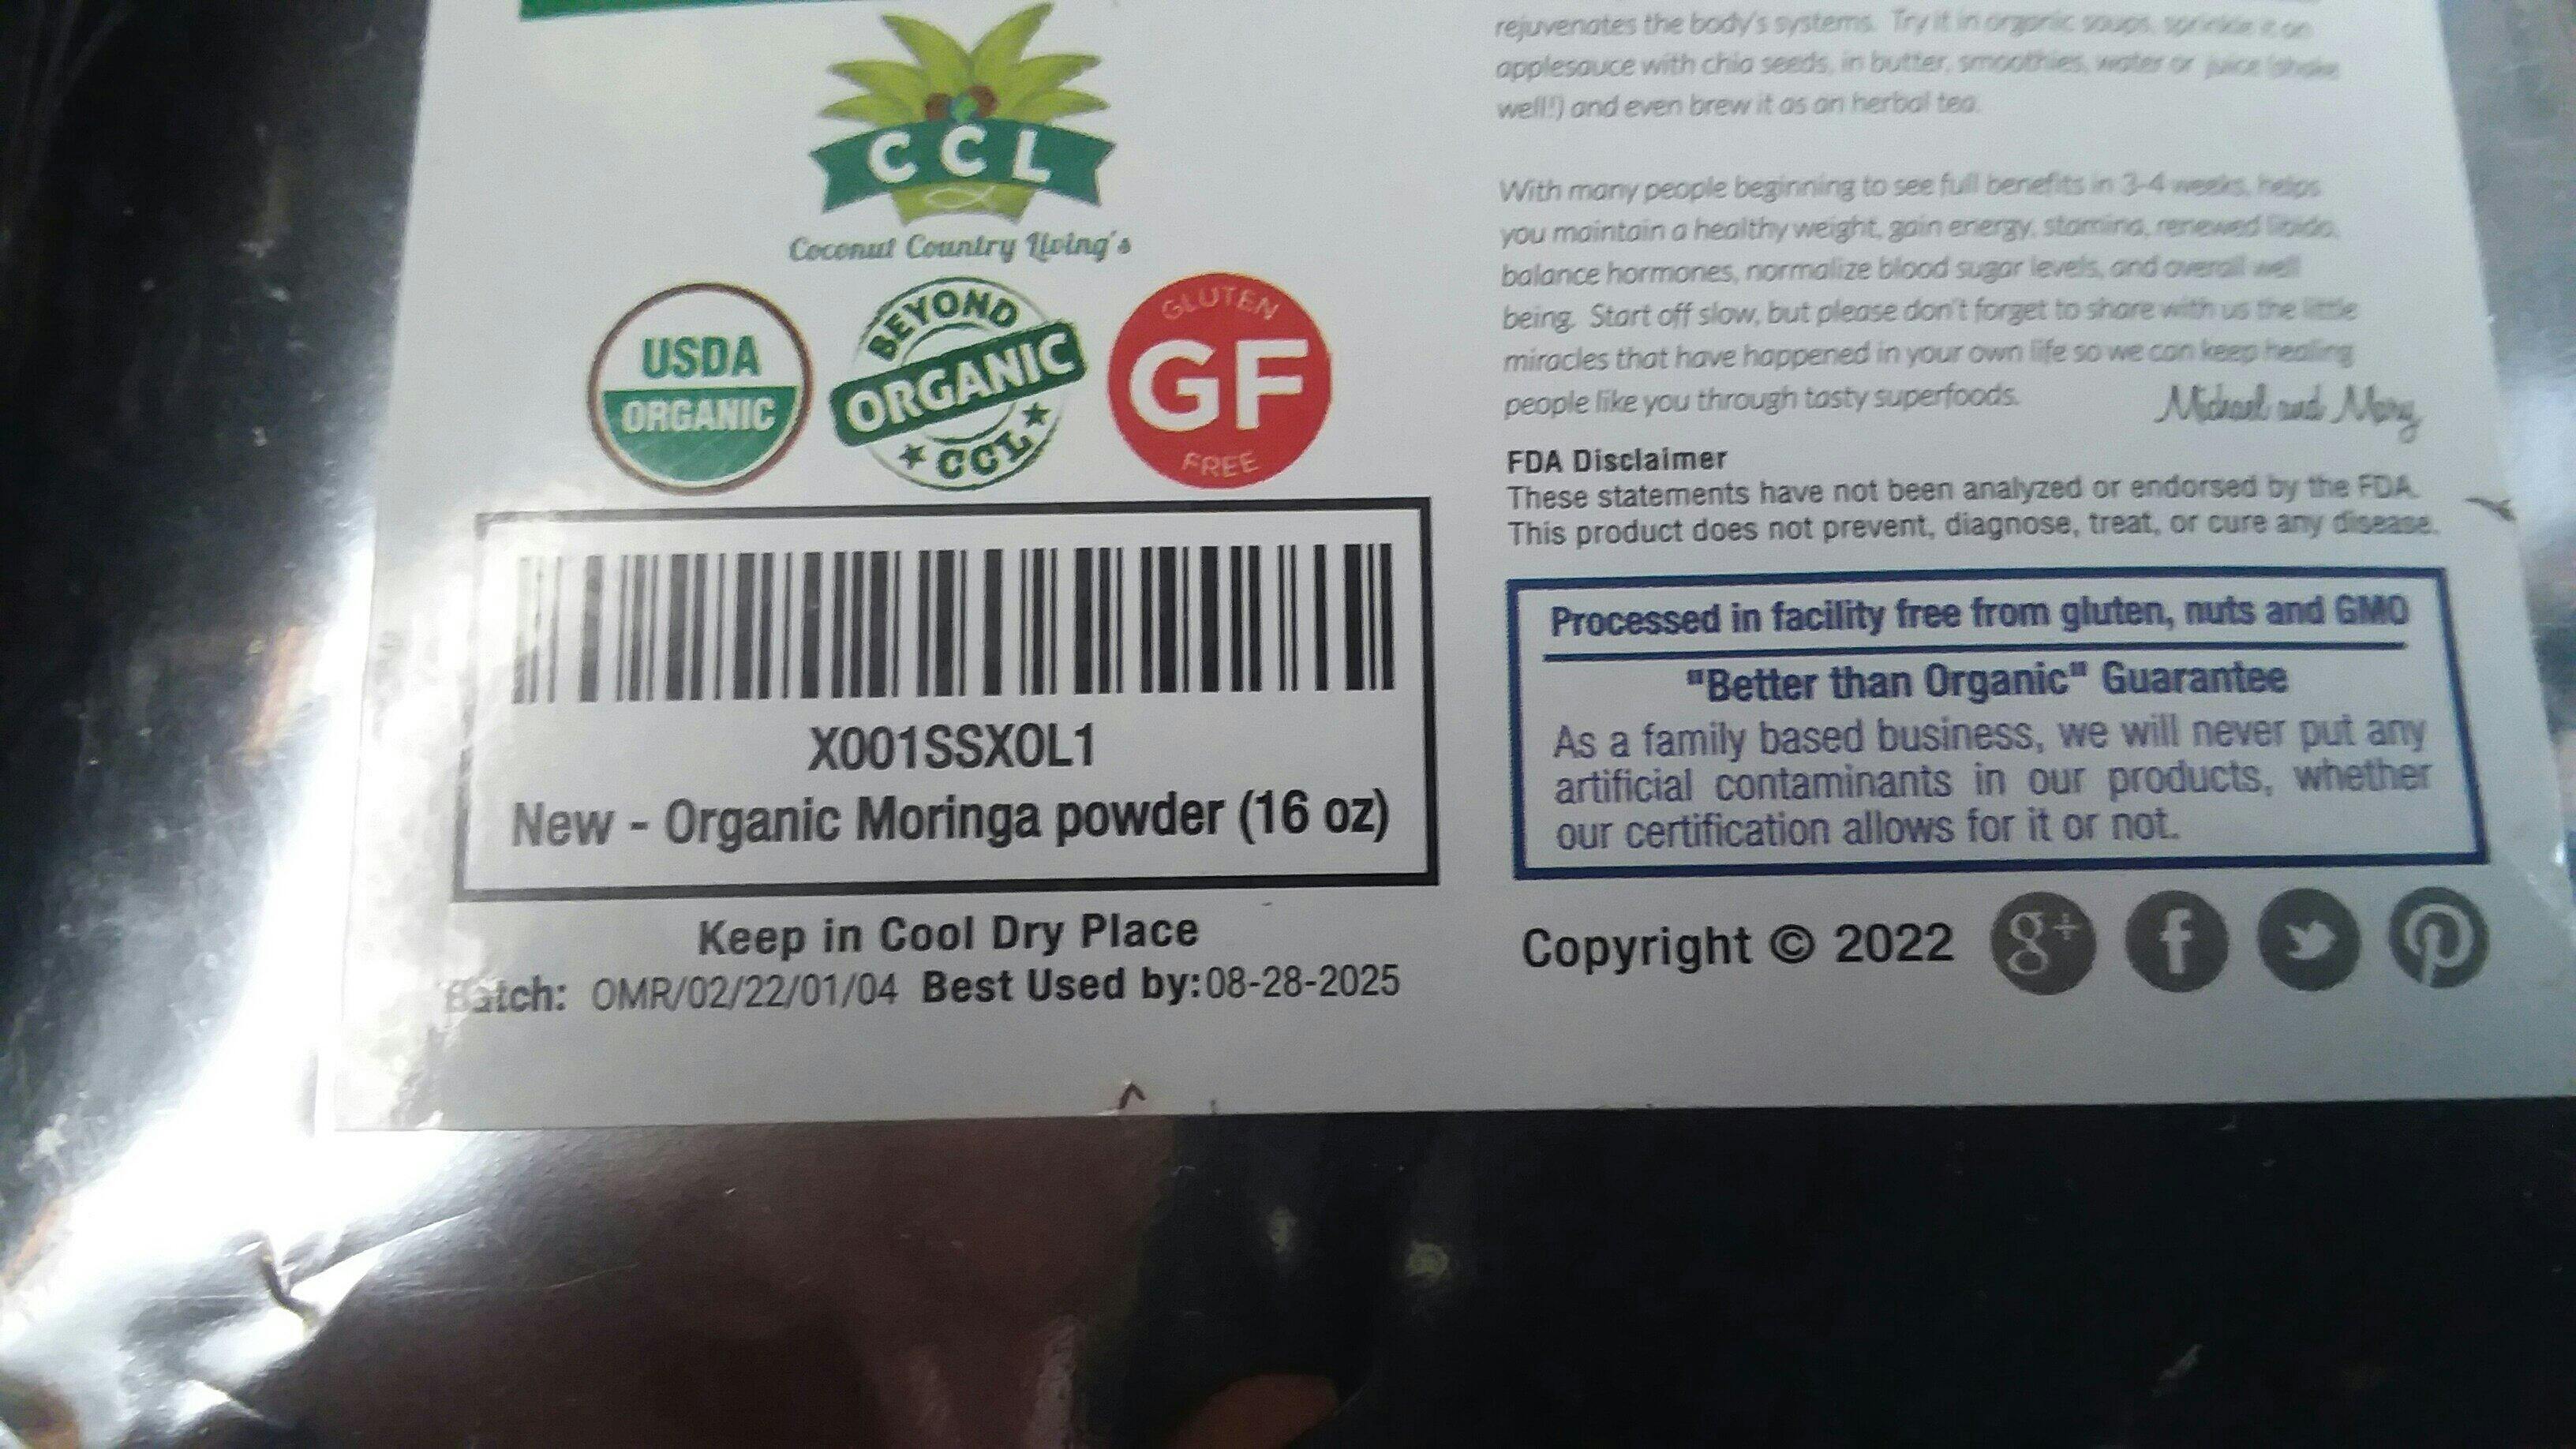 CCL
Coconut Country Living's
USDA
ORGANIC
BEYOND
ORGANIC
CCL
GLUTEN
GF
FREE
X001SSXOL1
New - Organic Moringa powder (16 oz)
Keep in Cool Dry Place
Batch: OMR/02/22/01/04 Best Used by:08-28-2025
rejuvenates the body's systems. Try it in organic soups, sprinkle it on
applesauce with chia seeds, in butter, smoothies, water or juice (shake
well!) and even brew it as an herbal tea.
With many people beginning to see full benefits in 3-4 weeks, helps
you maintain a healthy weight, gain energy, stamina, renewed libido,
balance hormones, normalize blood sugar levels, and overall well
being. Start off slow, but please don't forget to share with us the little
miracles that have happened in your own life so we can keep healing
people like you through tasty superfoods.
Michael and Mary
FDA Disclaimer
These statements have not been analyzed or endorsed by the FDA.
This product does not prevent, diagnose, treat, or cure any disease.
Processed in facility free from gluten, nuts and GMO
"Better than Organic" Guarantee
As a family based business, we will never put any
artificial contaminants in our products, whether
our certification allows for it or not.
Copyright © 2022 g+ f